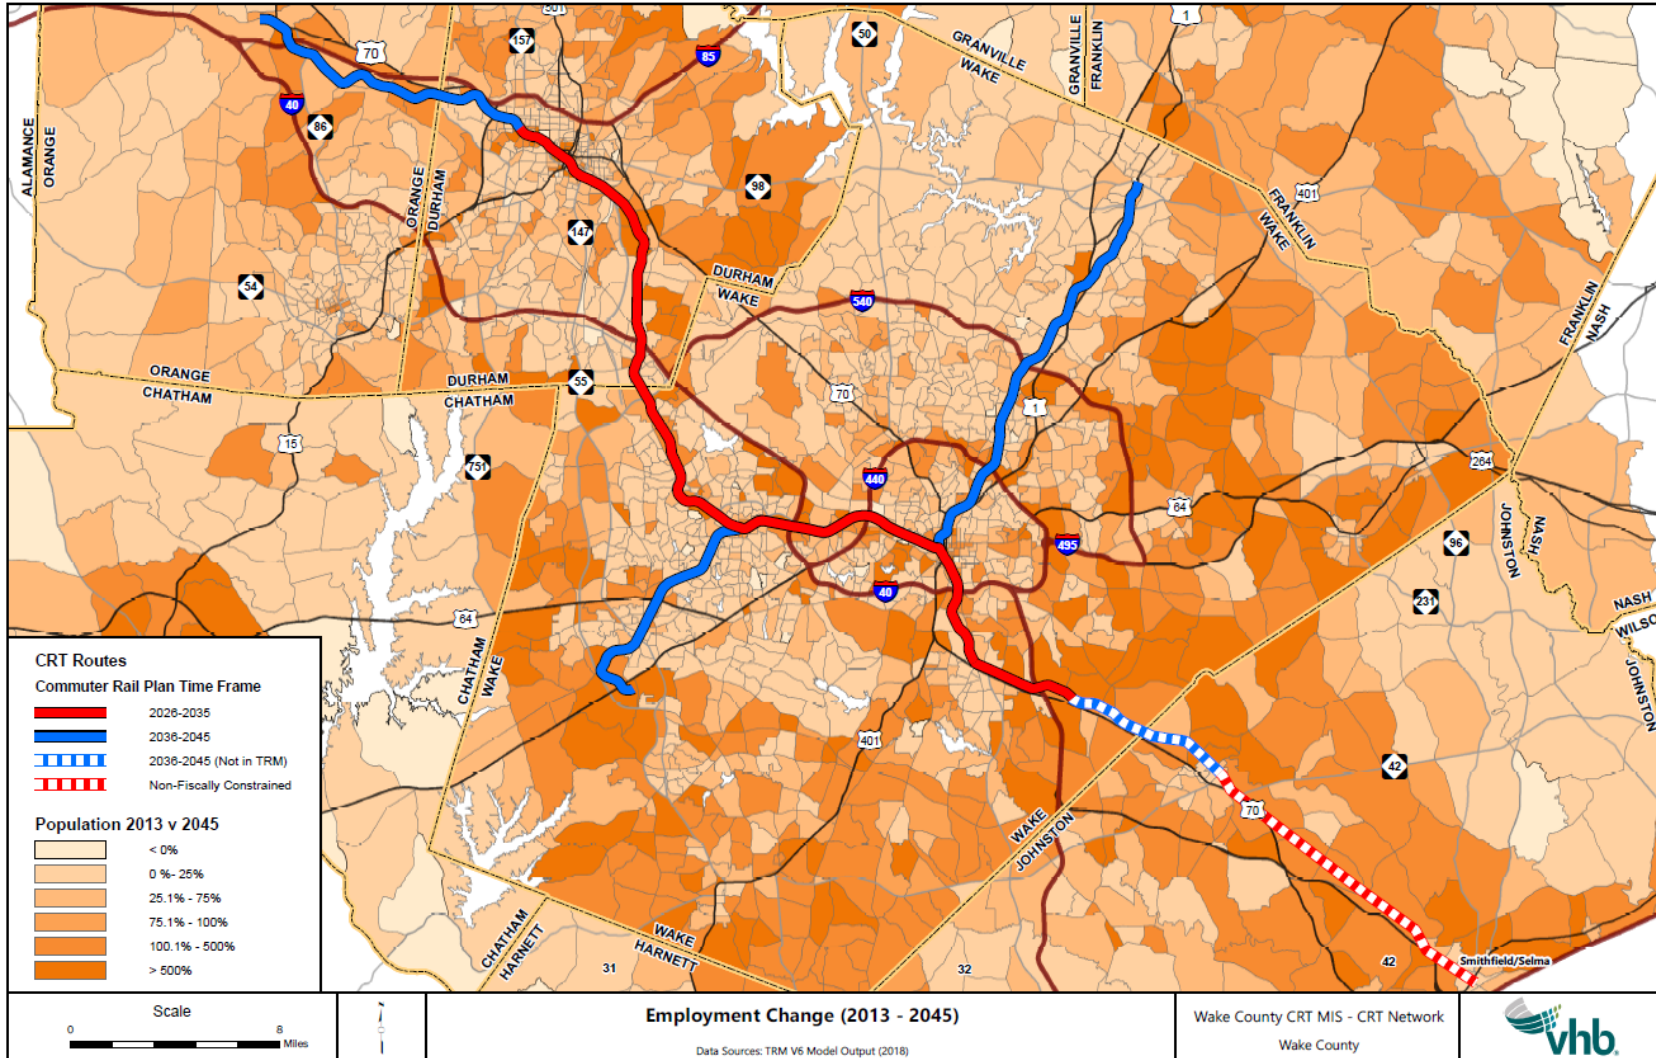 501
1
70
157
50
85
GRANVILLE
WAKE
GRANVILLE
FRANKLIN
40
86
ALAMANCE
ORANGE
ORANGE
DURHAM
98
401
FRANKLIN
WAKE
147
54
DURHAM
WAKE
540
FRANKLIN
NASH
ORANGE
CHATHAM
DURHAM
CHATHAM
55
70
1
15
751
440
264
64
495
96
JOHNSTON
NASH
40
231
64
NASH
WILSO
CHATHAM
WAKE
JOHNSTON
401
42
WAKE
JOHNSTON
70
CHATHAM
HARNETT
WAKE
HARNETT
31
32
42
Smithfield/Selma
CRT Routes
Commuter Rail Plan Time Frame
2026-2035
2036-2045
2036-2045 (Not in TRM)
Non-Fiscally Constrained
Population 2013 v 2045
< 0%
0 %- 25%
25.1% - 75%
75.1% - 100%
100.1% - 500%
> 500%
Scale
0 8
Miles
Employment Change (2013 - 2045)
Data Sources: TRM V6 Model Output (2018)
Wake County CRT MIS - CRT Network
Wake County
vhb